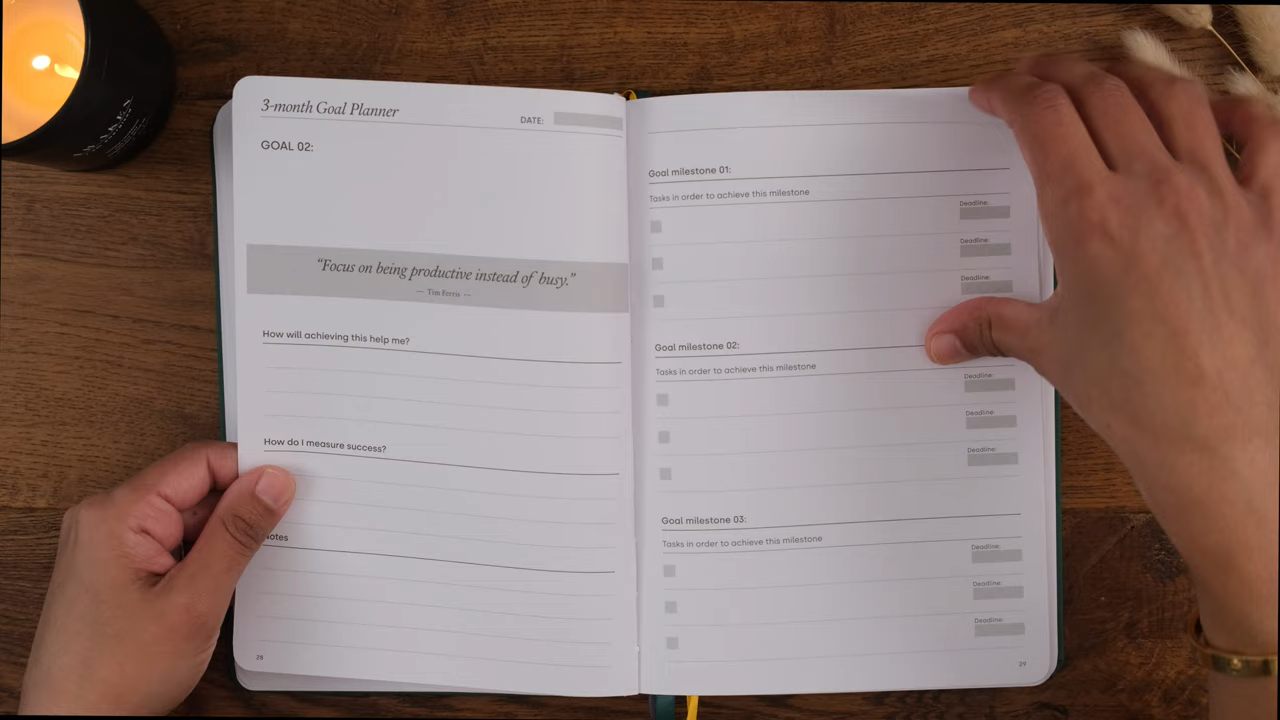 3-month Goal Planner
DATE:
GOAL 02:
“Focus on being productive instead of busy.”
— Tim Ferris —
How will achieving this help me?
How do I measure success?
Notes
28
Goal milestone 01:
Tasks in order to achieve this milestone
Deadline:
Deadline:
Deadline:
Goal milestone 02:
Tasks in order to achieve this milestone
Deadline:
Deadline:
Deadline:
Goal milestone 03:
Tasks in order to achieve this milestone
Deadline:
Deadline:
Deadline:
29